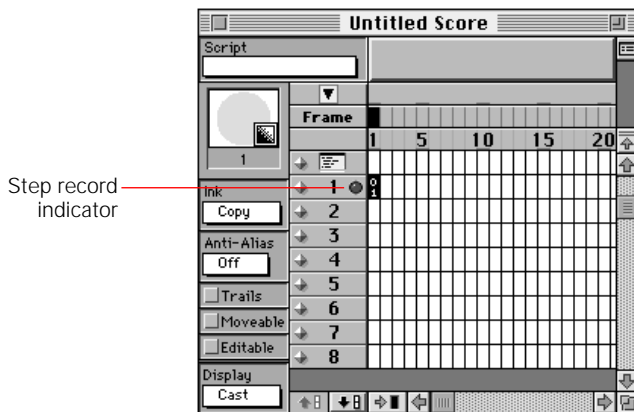 Untitled Score
Script
Frame
1 5 10 15 20
1
Step record indicator
1
01
Ink
Copy
2
Anti-Alias
3
Off
4
5
Trails
6
Moveable
7
Editable
8
Display
Cast